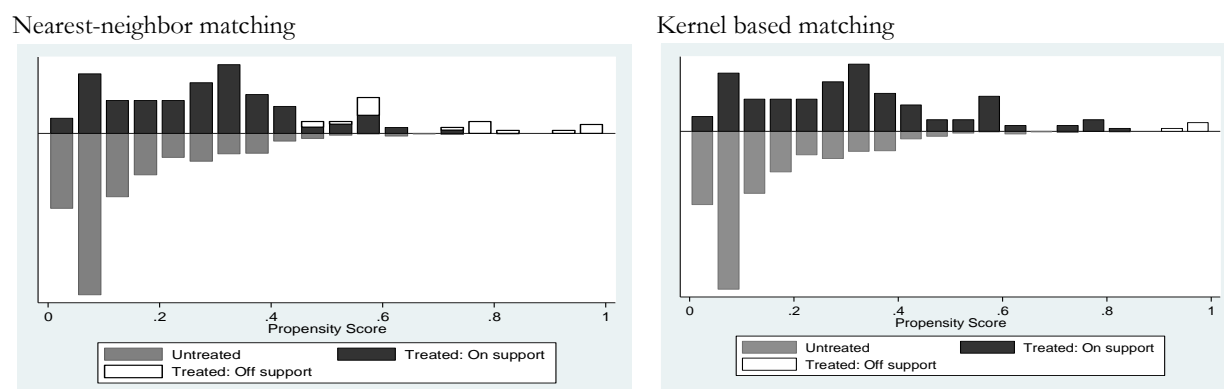 Nearest-neighbor matching
0 .2 .4 .6 .8 1
Propensity Score
Untreated Treated: On support
Treated: Off support
Kernel based matching
0 .2 .4 .6 .8 1
Propensity Score
Untreated Treated: On support
Treated: Off support